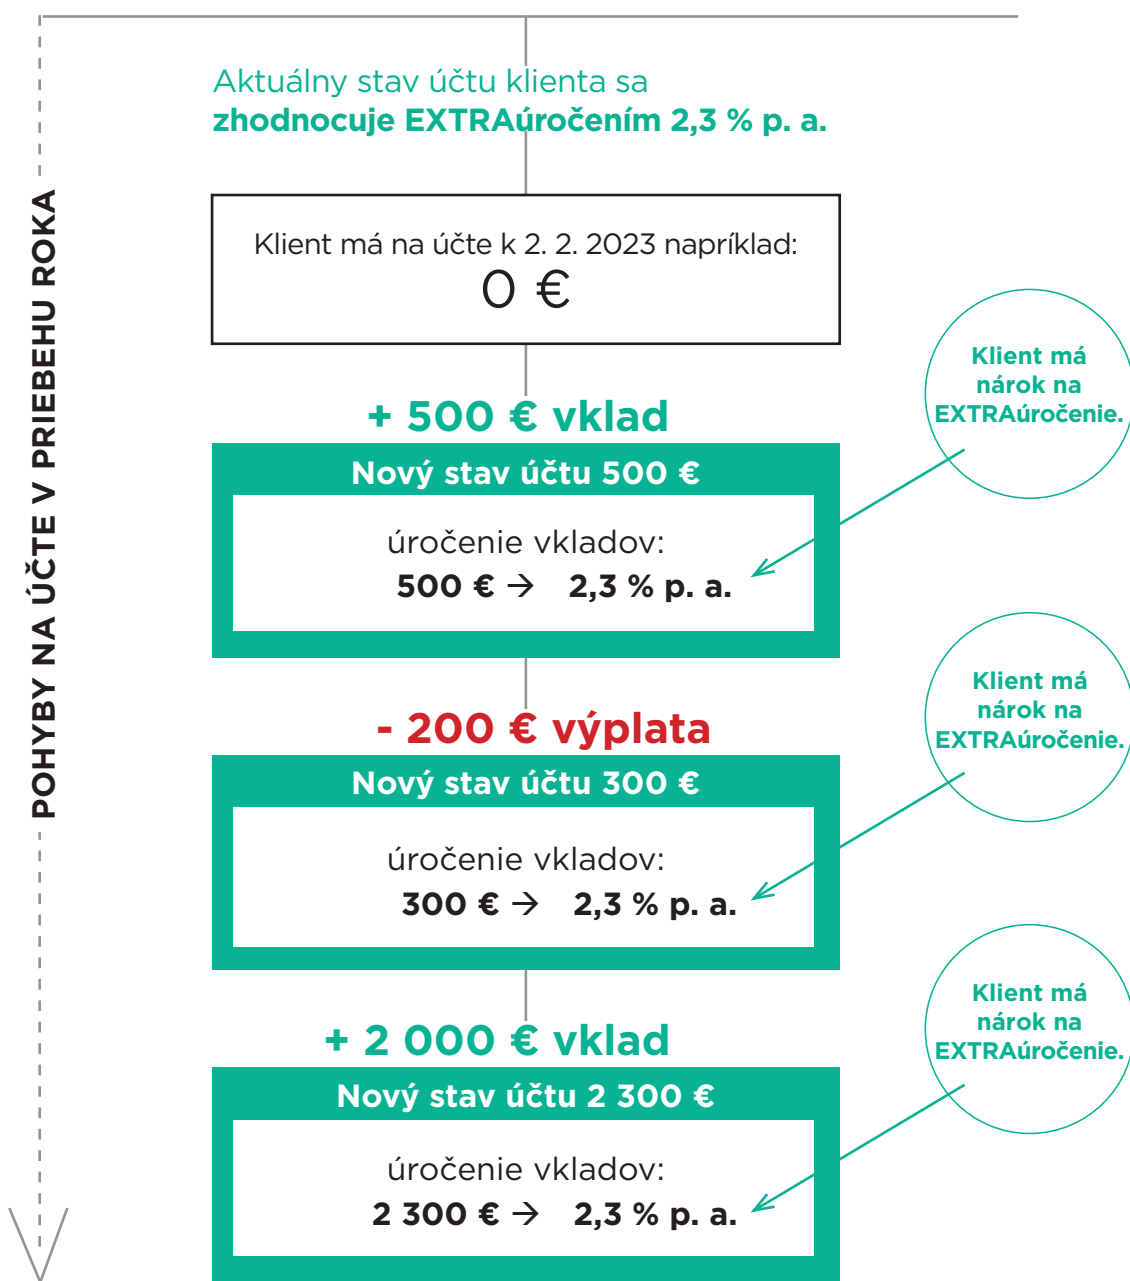 Aktuálny stav účtu klienta sa
zhodnocuje EXTRAúročením 2,3 % p. a.
POHYBY NA ÚČTE V PRIEBEHU ROKA
Klient má na účte k 2. 2. 2023 napríklad:
0 €
+ 500 € vklad
Klient má
nárok na
EXTRAúročenie.
Nový stav účtu 500 €
úročenie vkladov:
500 € → 2,3 % p. a.
- 200 € výplata
Klient má
nárok na
EXTRAúročenie.
Nový stav účtu 300 €
úročenie vkladov:
300 € → 2,3 % p. a.
+ 2 000 € vklad
Klient má
nárok na
EXTRAúročenie.
Nový stav účtu 2 300 €
úročenie vkladov:
2 300 € → 2,3 % p. a.